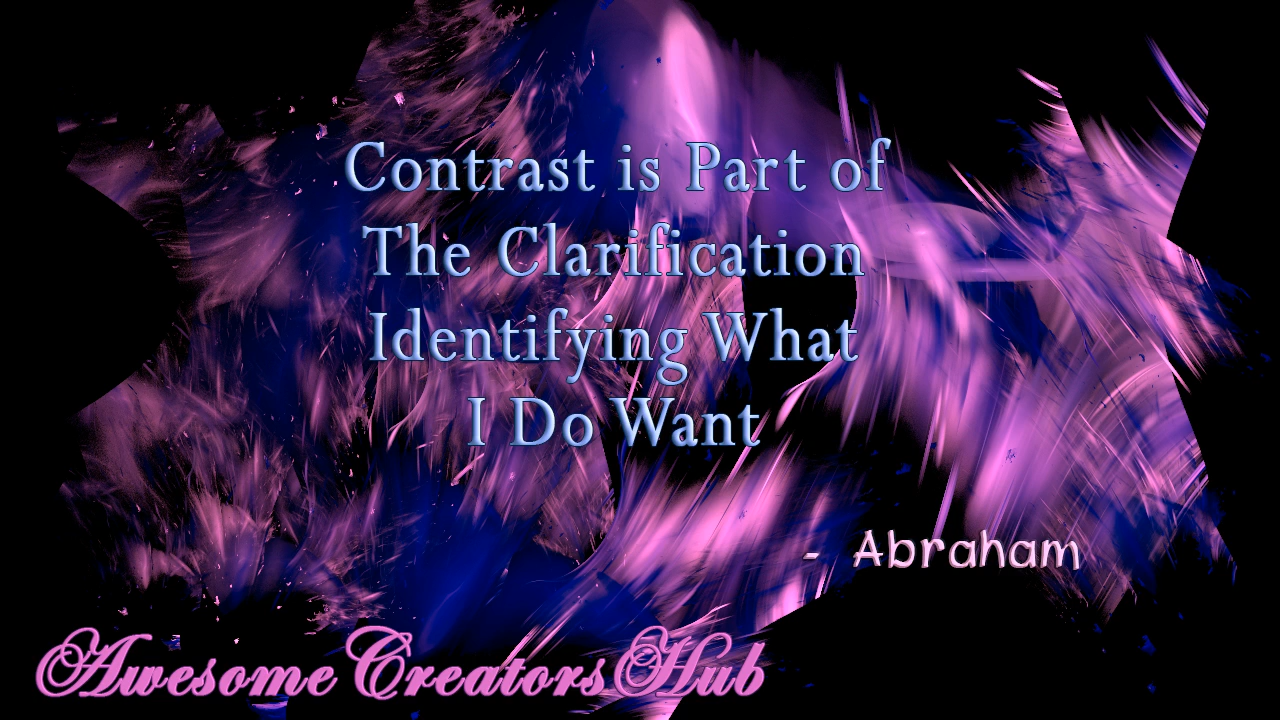 Contrast is Part of
The Clarification
Identifying What
I Do Want
- Abraham
AwesomeCreatorsHub